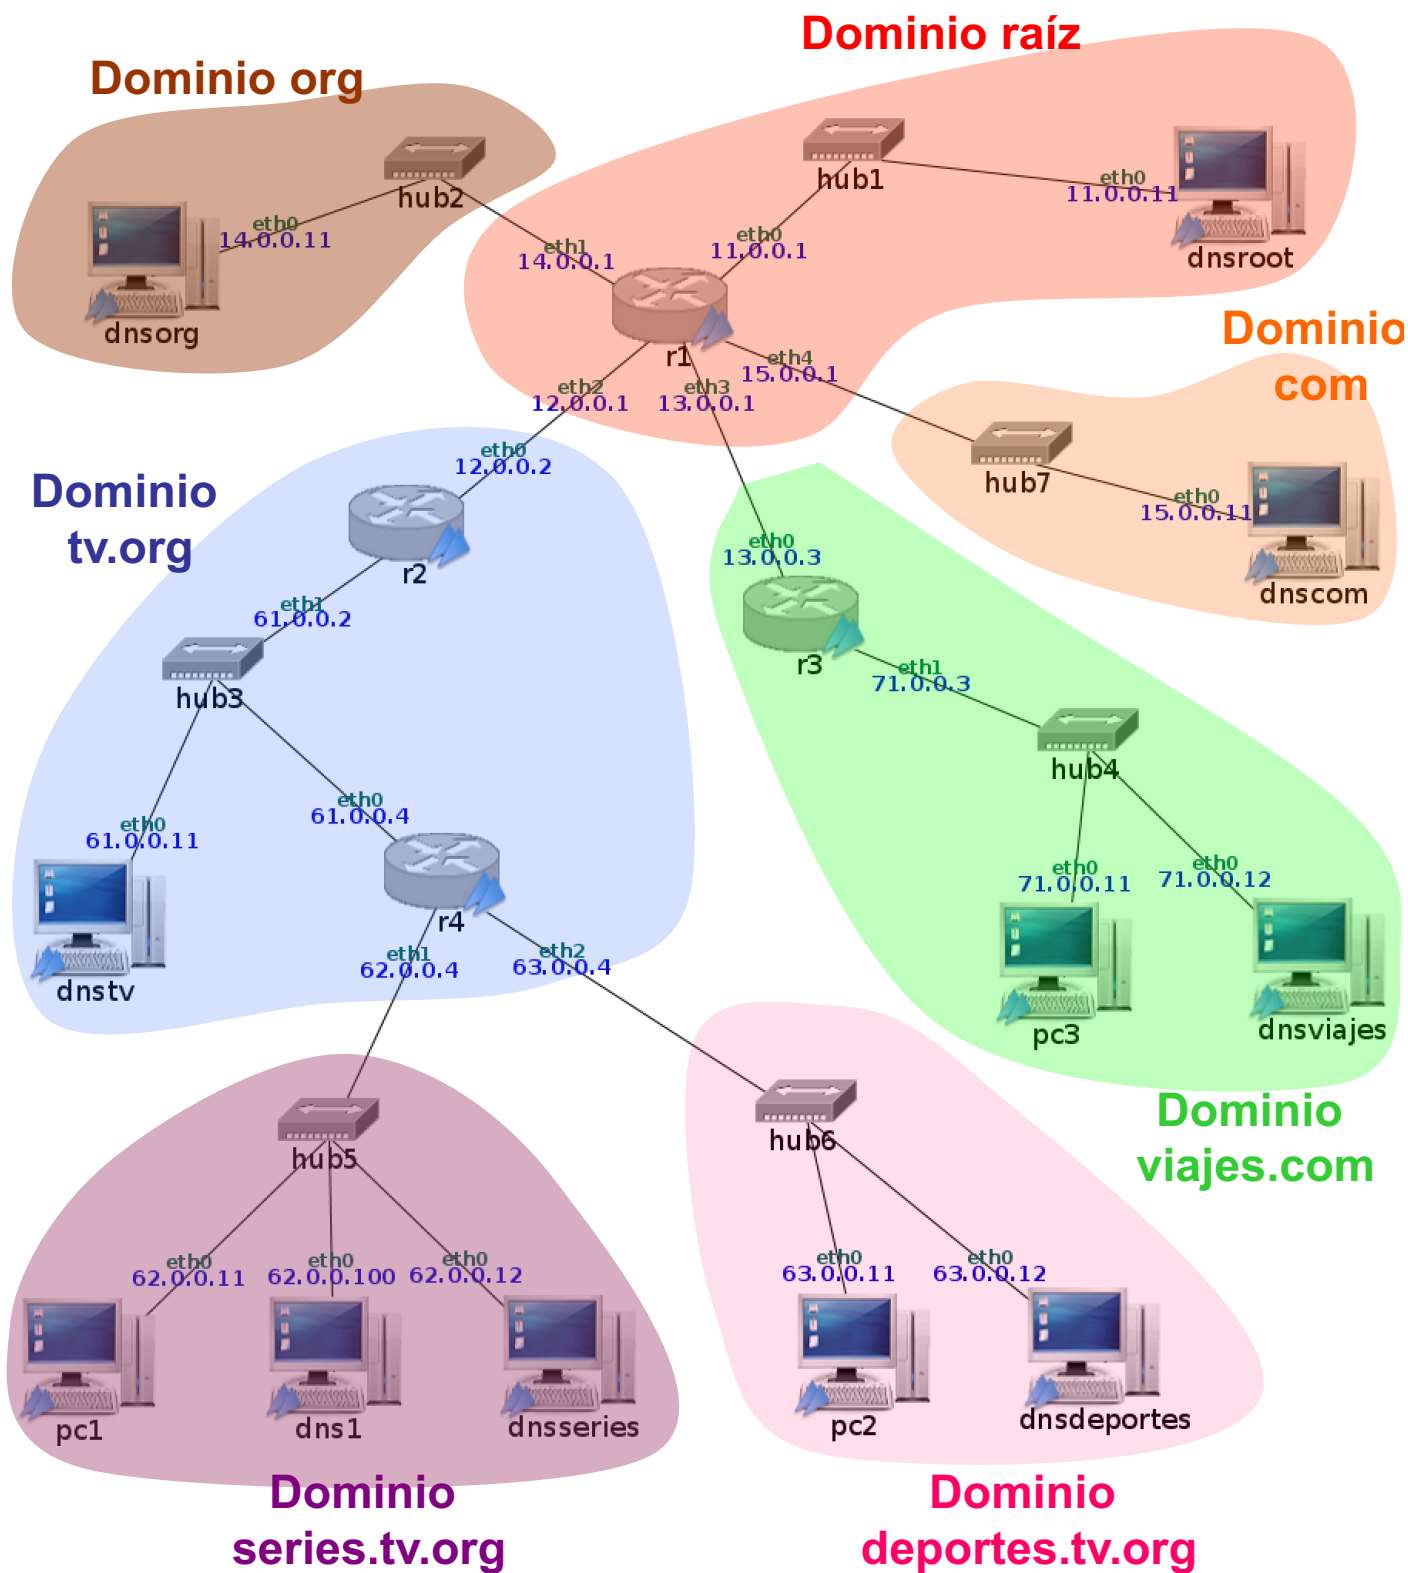 Dominio raíz
Dominio org
hub1
eth0
11.0.0.11
dnsroot
hub2
eth0
14.0.0.11
dnsorg
eth1
14.0.0.1
eth0
11.0.0.1
r1
eth4
15.0.0.1
eth2
12.0.0.1
eth3
13.0.0.1
Dominio
com
hub7
eth0
15.0.0.11
dnscom
Dominio
tv.org
eth0
12.0.0.2
r2
eth1
61.0.0.2
hub3
eth0
61.0.0.11
dnstv
eth0
61.0.0.4
r4
eth1
62.0.0.4
eth2
63.0.0.4
eth0
13.0.0.3
r3
eth1
71.0.0.3
hub4
eth0
71.0.0.11
pc3
eth0
71.0.0.12
dnsviajes
Dominio
viajes.com
hub5
eth0
62.0.0.11
pc1
eth0
62.0.0.100
dns1
eth0
62.0.0.12
dnsseries
Dominio
series.tv.org
hub6
eth0
63.0.0.11
pc2
eth0
63.0.0.12
dnsdeportes
Dominio
deportes.tv.org